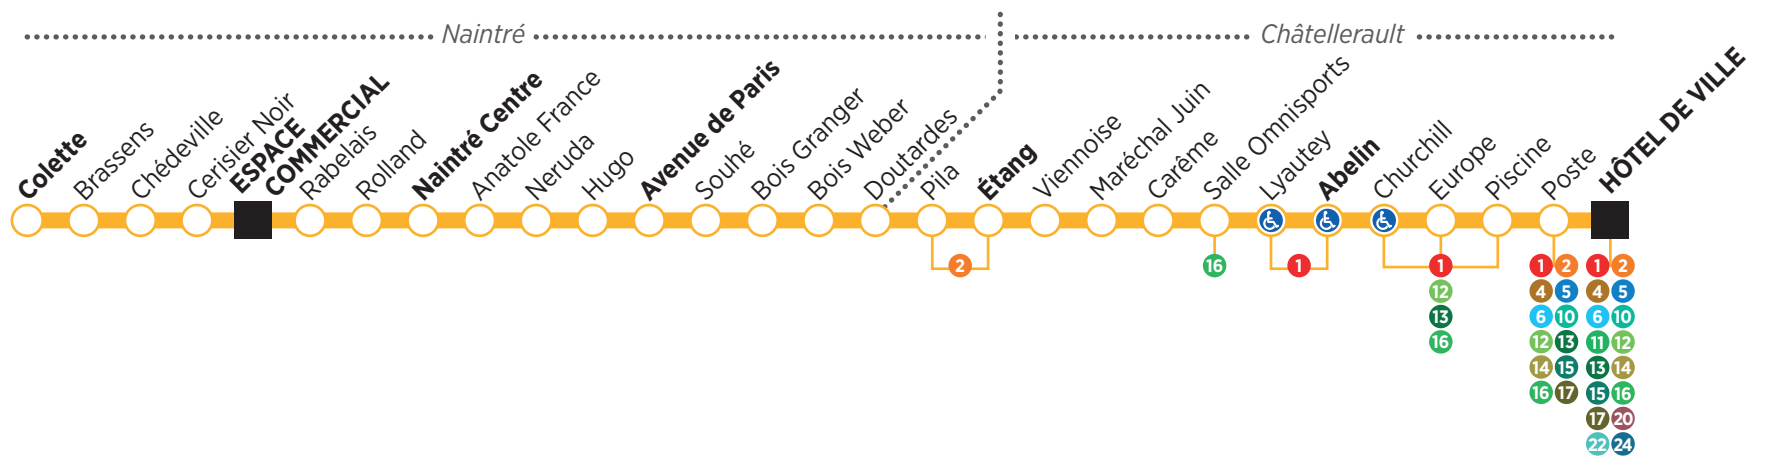 Naintré
Châtellerault
Colette
Brassens
Chédeville
Cerisier Noir
ESPACE
COMMERCIAL
Rabelais
Rolland
Naintré Centre
Anatole France
Neruda
Hugo
Avenue de Paris
Souhé
Bois Granger
Bois Weber
Doutardes
Pila
Étang
Viennoise
Maréchal Juin
Carême
Salle Omnisports
Lyautey
Abelin
Churchill
Europe
Piscine
Poste
HÔTEL DE VILLE
2
16
1
1
12
13
16
1 2
4 5
6 10
12 13
14 15
16 17
1 2
4 5
6 10
11 12
13 14
15 16
17 20
22 24